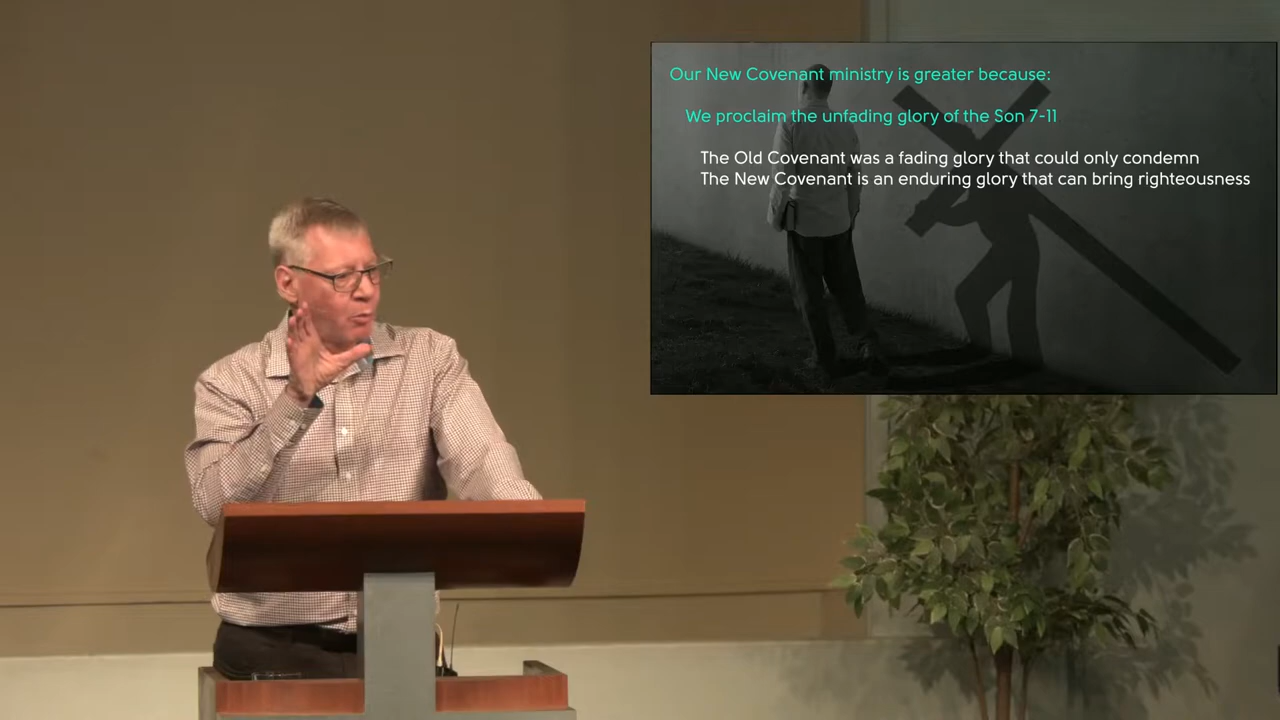 Our New Covenant ministry is greater because:
We proclaim the unfading glory of the Son 7-11
The Old Covenant was a fading glory that could only condemn
The New Covenant is an enduring glory that can bring righteousness